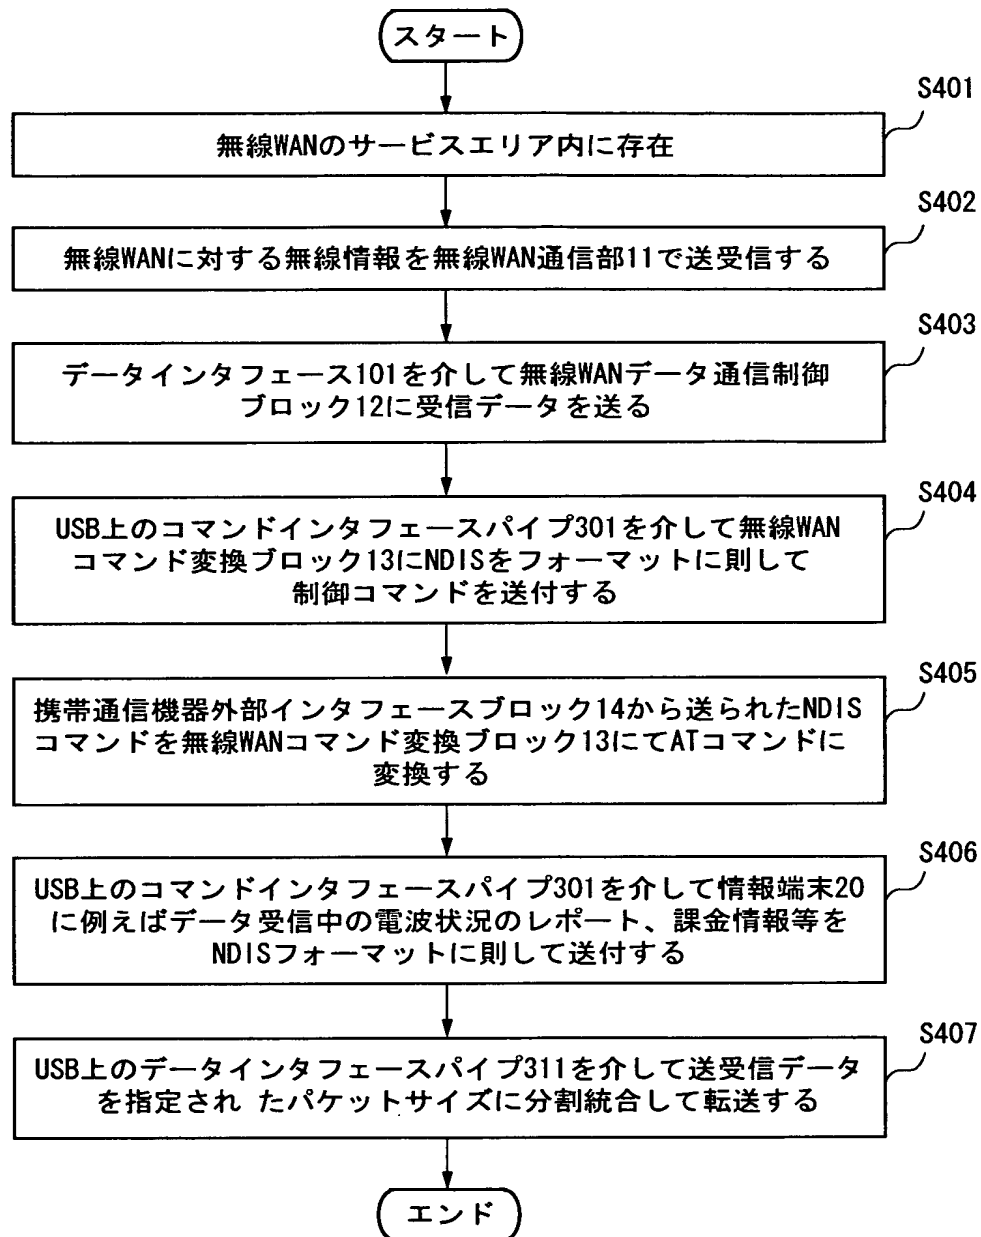 スタート
S401
無線WANのサービスエリア内に存在
S402
無線WANに対する無線情報を無線WAN通信部11で送受信する
S403
データインタフェース101を介して無線WANデータ通信制御
ブロック12に受信データを送る
S404
USB上のコマンドインタフェースパイプ301を介して無線WAN
コマンド変換ブロック13にNDISをフォーマットに則して
制御コマンドを送付する
S405
携帯通信機器外部インタフェースブロック14から送られたNDIS
コマンドを無線WANコマンド変換ブロック13にてATコマンドに
変換する
S406
USB上のコマンドインタフェースパイプ301を介して情報端末20
に例えばデータ受信中の電波状況のレポート、課金情報等を
NDISフォーマットに則して送付する
S407
USB上のデータインタフェースパイプ311を介して送受信データ
を指定され たパケットサイズに分割統合して転送する
エンド